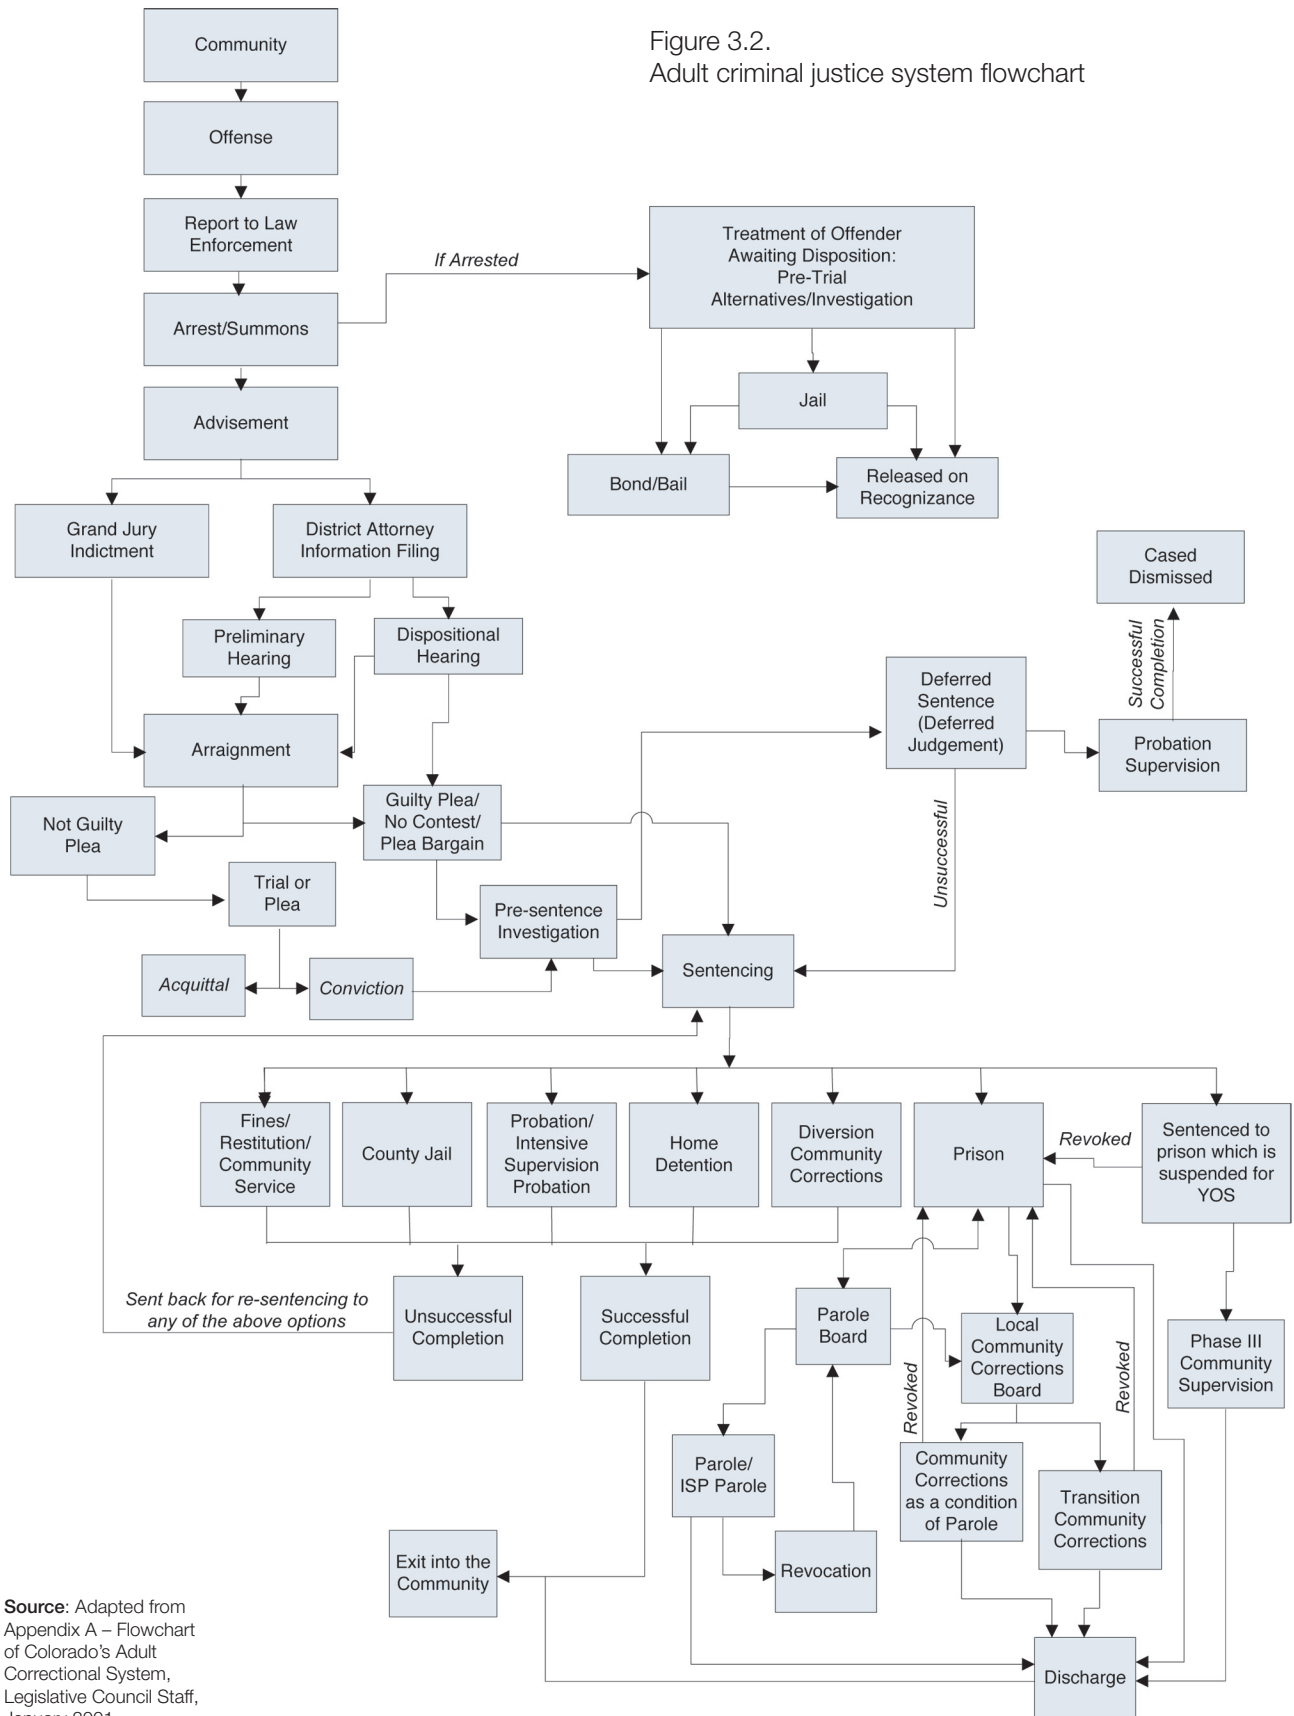 Figure 3.2.
Adult criminal justice system flowchart
Community
Offense
Report to Law
Enforcement
If Arrested
Treatment of Offender
Awaiting Disposition:
Pre-Trial
Alternatives/Investigation
Arrest/Summons
Jail
Advisement
Bond/Bail
Released on
Recognizance
Grand Jury
Indictment
District Attorney
Information Filing
Cased
Dismissed
Preliminary
Hearing
Dispositional
Hearing
Successful
Completion
Deferred
Sentence
(Deferred
Judgement)
Probation
Supervision
Arraignment
Not Guilty
Plea
Guilty Plea/
No Contest/
Plea Bargain
Unsuccessful
Trial or
Plea
Pre-sentence
Investigation
Sentencing
Acquittal
Conviction
Fines/
Restitution/
Community
Service
County Jail
Probation/
Intensive
Supervision
Probation
Home
Detention
Diversion
Community
Corrections
Prison
Revoked
Sentenced to
prison which is
suspended for
YOS
Sent back for re-sentencing to
any of the above options
Unsuccessful
Completion
Successful
Completion
Parole
Board
Local
Community
Corrections
Board
Phase III
Community
Supervision
Revoked
Revoked
Parole/
ISP Parole
Community
Corrections
as a condition
of Parole
Transition
Community
Corrections
Exit into the
Community
Revocation
Discharge
Source: Adapted from
Appendix A – Flowchart
of Colorado's Adult
Correctional System,
Legislative Council Staff,